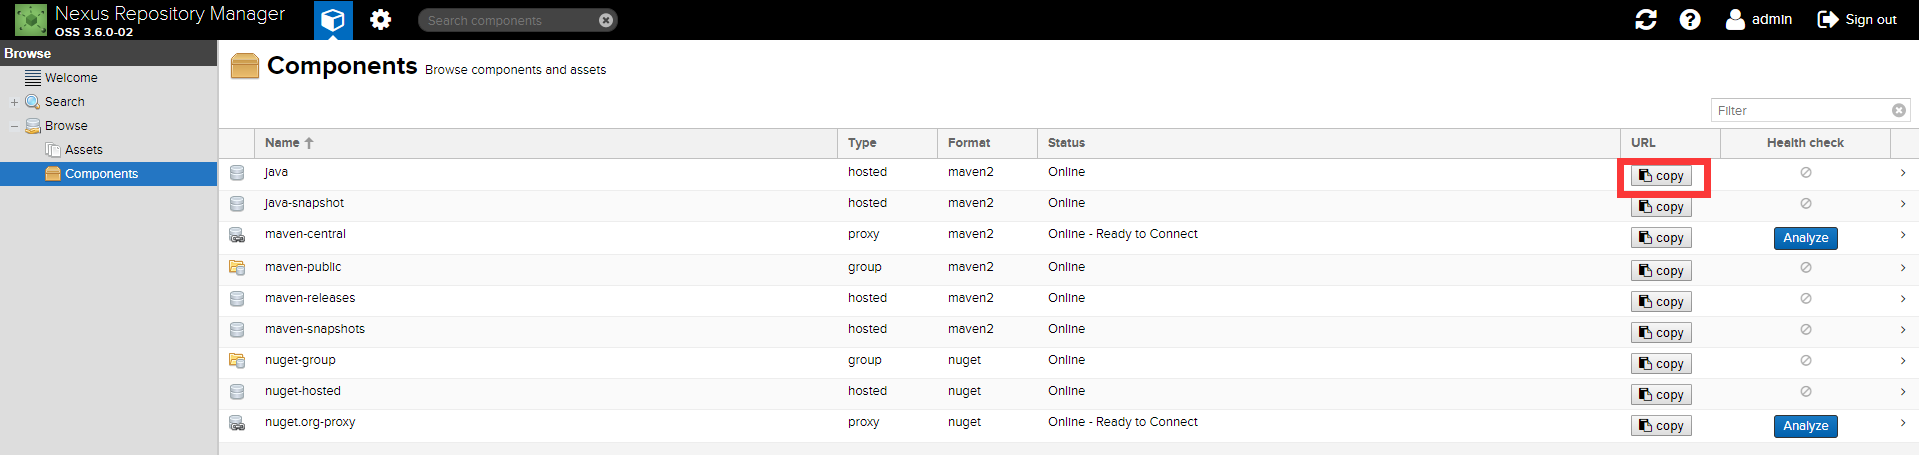 Nexus Repository Manager
OSS 3.6.0-02
Search components
admin
Sign out
Browse
Welcome
Search
Browse
Assets
Components
Components Browse components and assets
Filter
Name Type Format Status URL Health check
java hosted maven2 Online copy
java-snapshot hosted maven2 Online copy
maven-central proxy maven2 Online - Ready to Connect copy Analyze
maven-public group maven2 Online copy
maven-releases hosted maven2 Online copy
maven-snapshots hosted maven2 Online copy
nuget-group group nuget Online copy
nuget-hosted hosted nuget Online copy
nuget.org-proxy proxy nuget Online - Ready to Connect copy Analyze